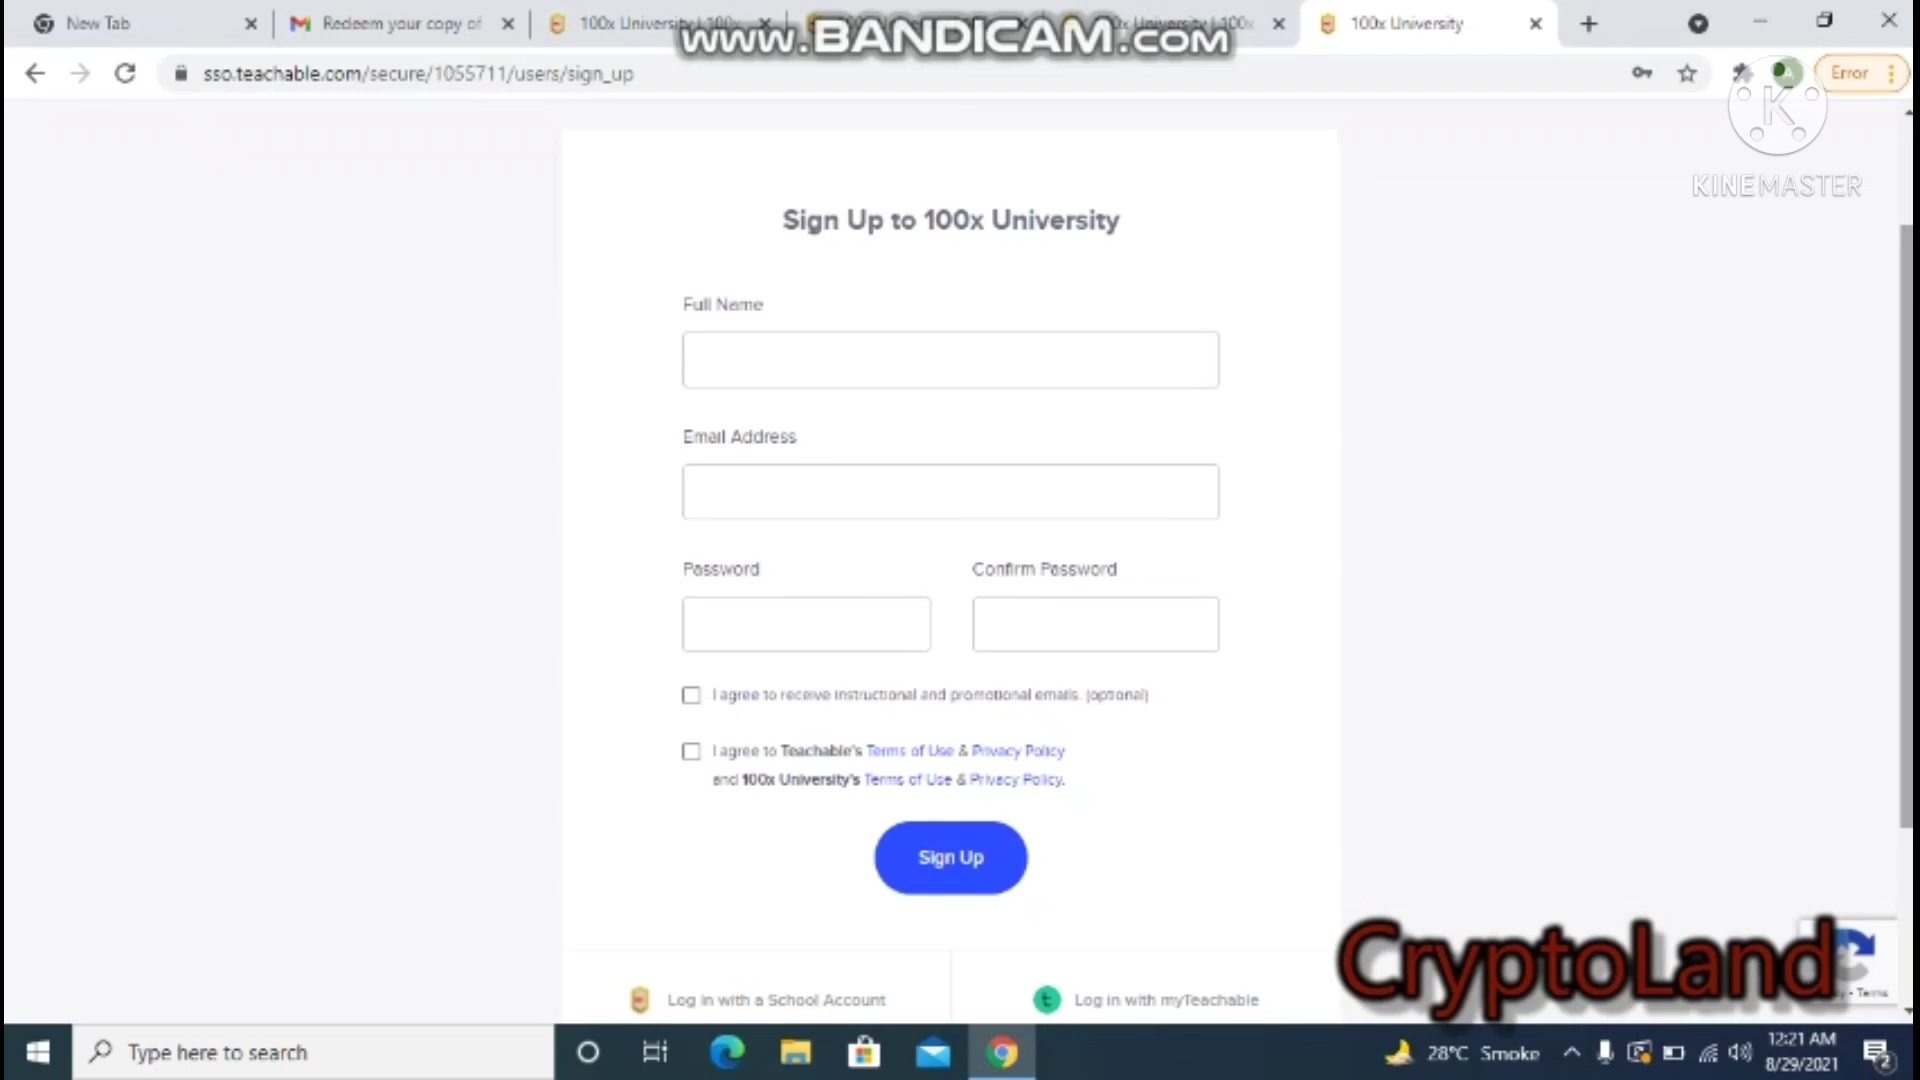 New Tab
Redeem your copy of
100x University | 100x
100x
100x University
www.BANDICAM.com
sso.teachable.com/secure/1055711/users/sign_up
Error
K
KINEMASTER
Sign Up to 100x University
Full Name
Email Address
Password
Confirm Password
I agree to receive instructional and promotional emails. (optional)
I agree to Teachable's Terms of Use & Privacy Policy
and 100x University's Terms of Use & Privacy Policy.
Sign Up
Log in with a School Account
Log in with myTeachable
CryptoLand
Terms
Type here to search
28°C Smoke
12:21 AM
8/29/2021
2